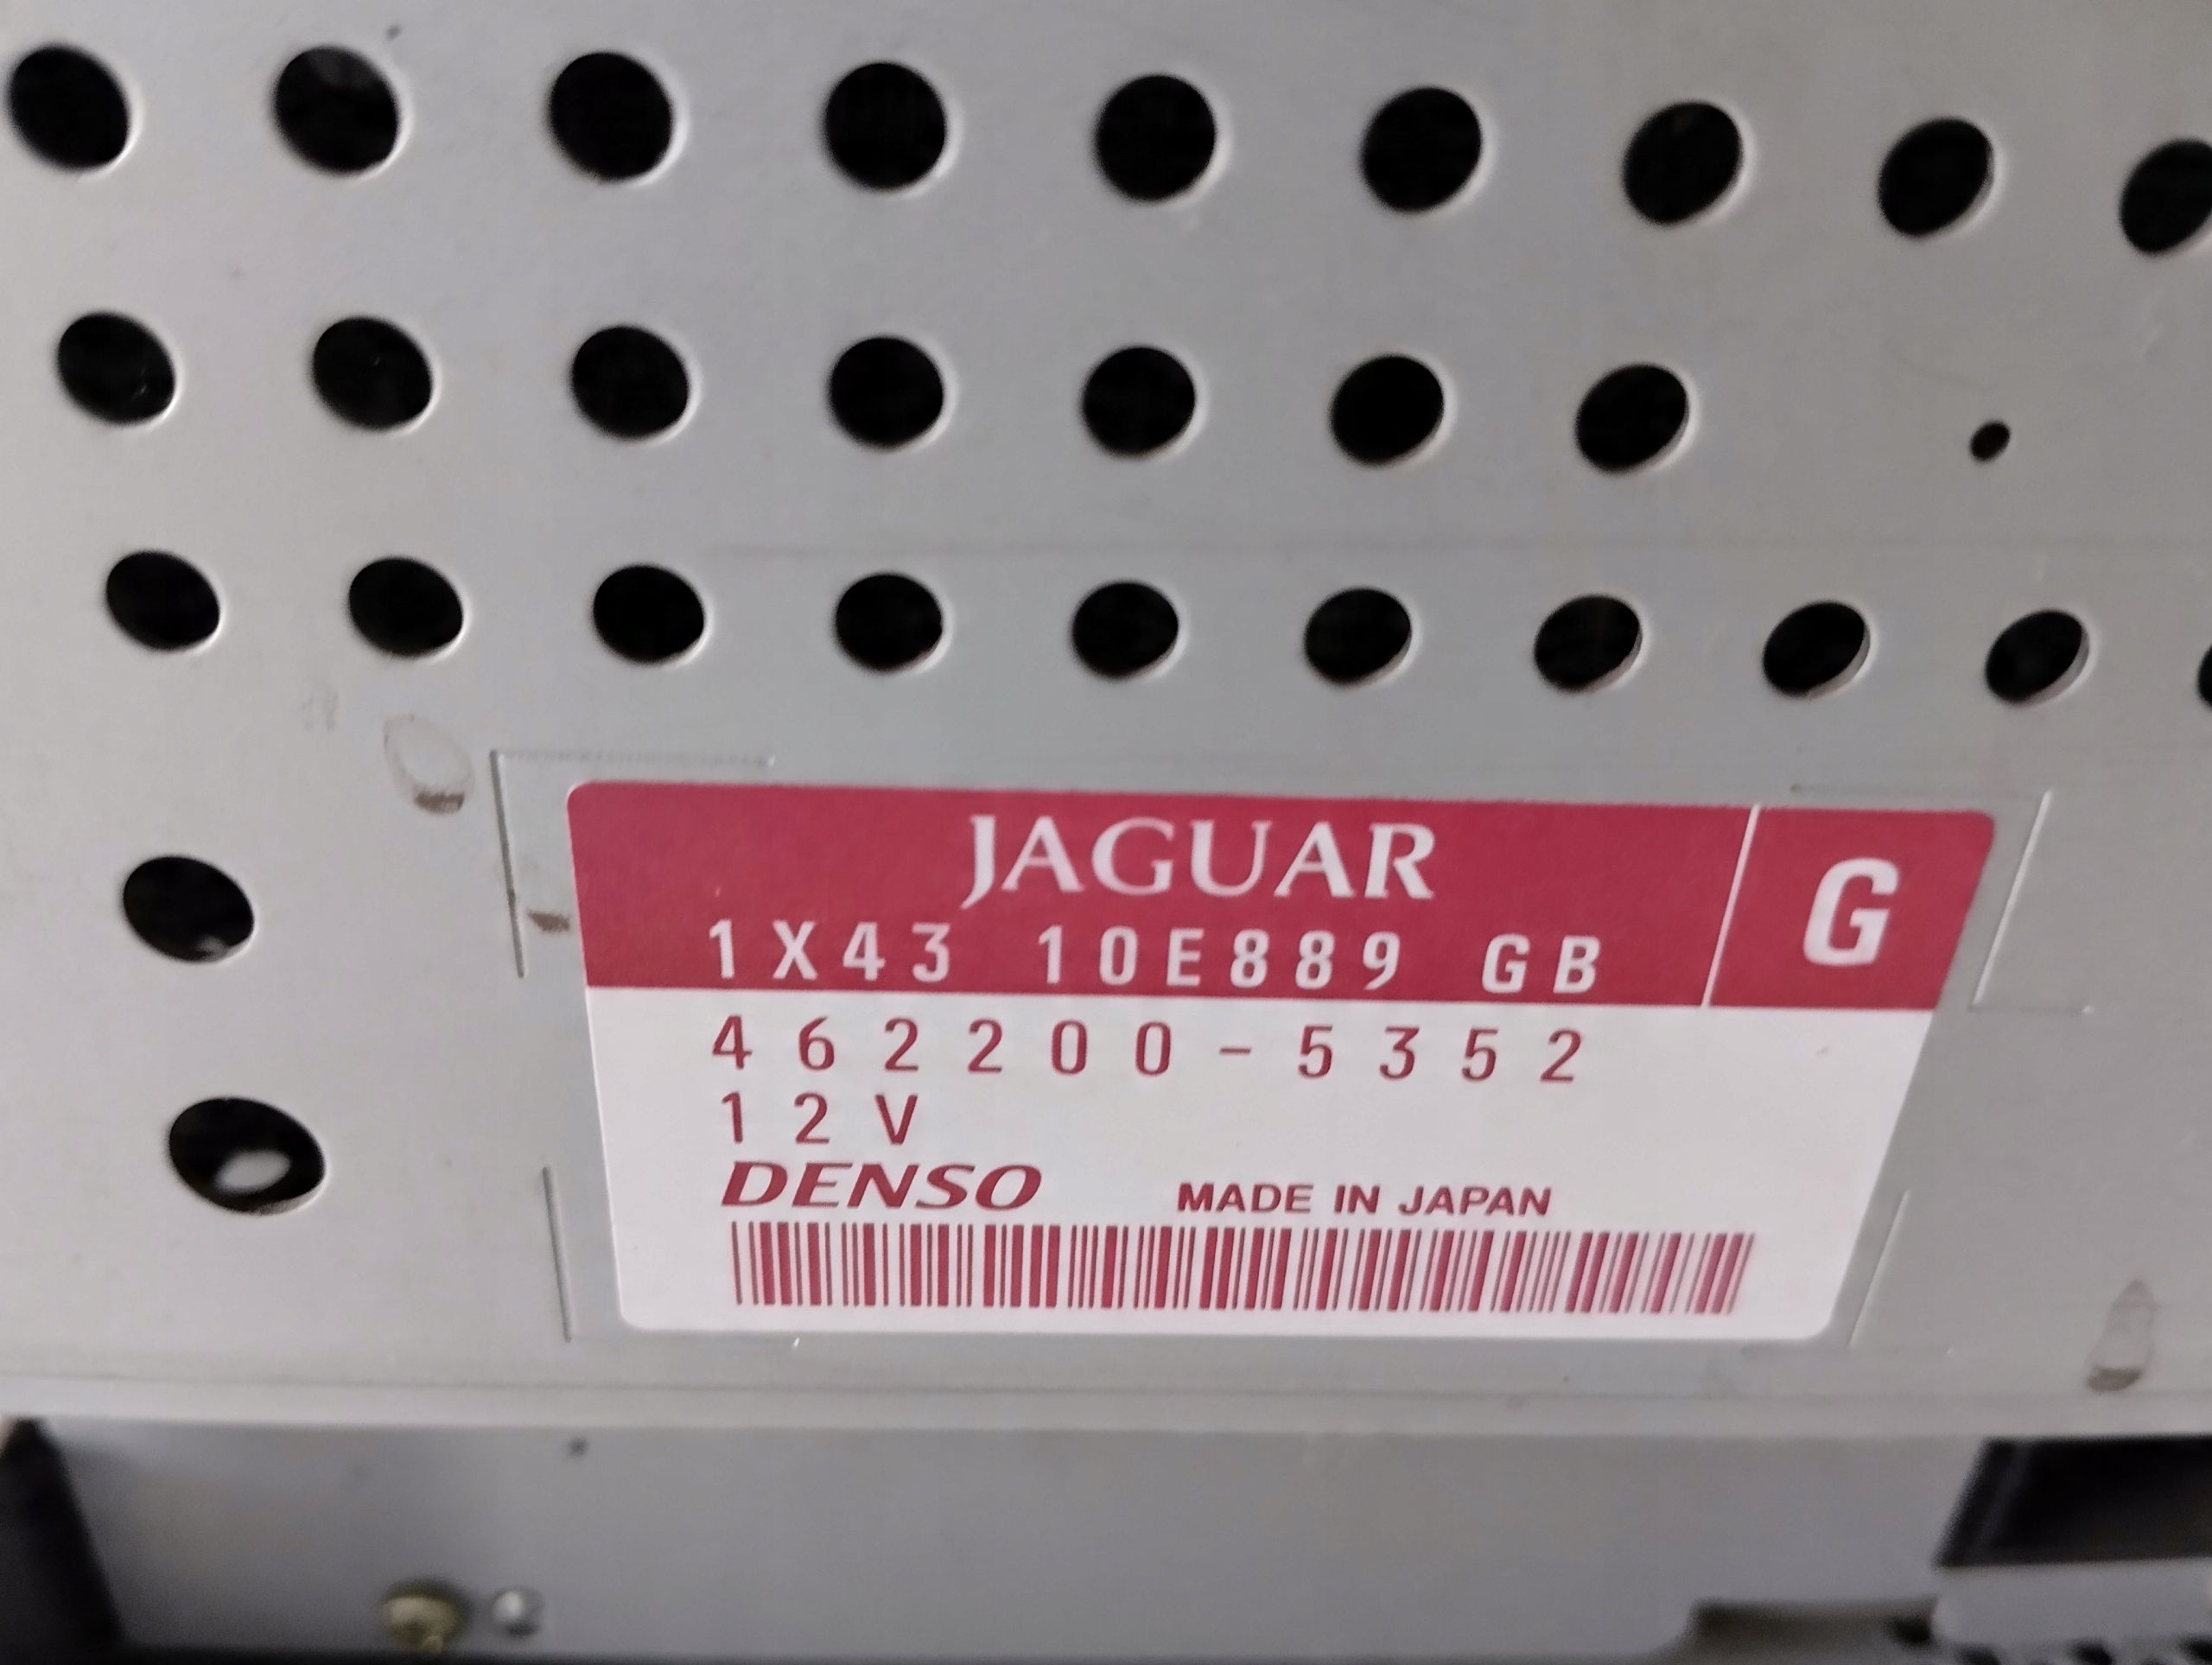 JAGUAR
G
1X43 10E889 GB
462200-5352
12V
DENSO MADE IN JAPAN